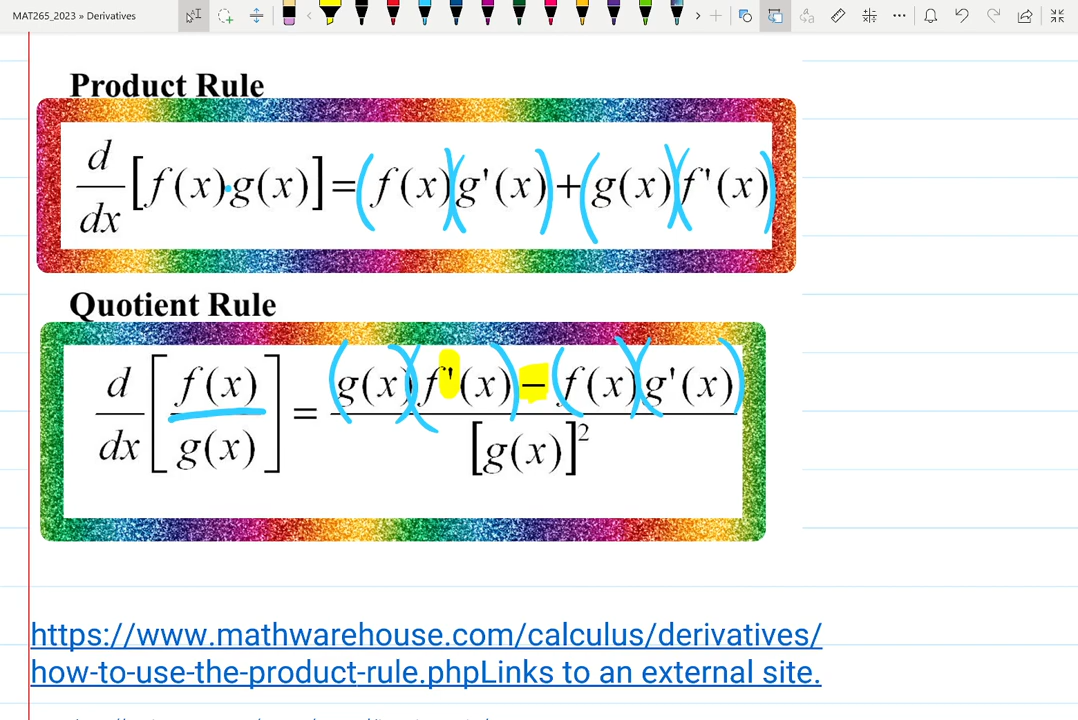 MAT265_2023 » Derivatives
Product Rule
d/dx [f(x)·g(x)] = (f(x))(g'(x)) + (g(x))(f'(x))
Quotient Rule
d/dx [f(x)/g(x)] = (g(x))(f'(x)) − (f(x))(g'(x)) / [g(x)]²
https://www.mathwarehouse.com/calculus/derivatives/
how-to-use-the-product-rule.phpLinks to an external site.